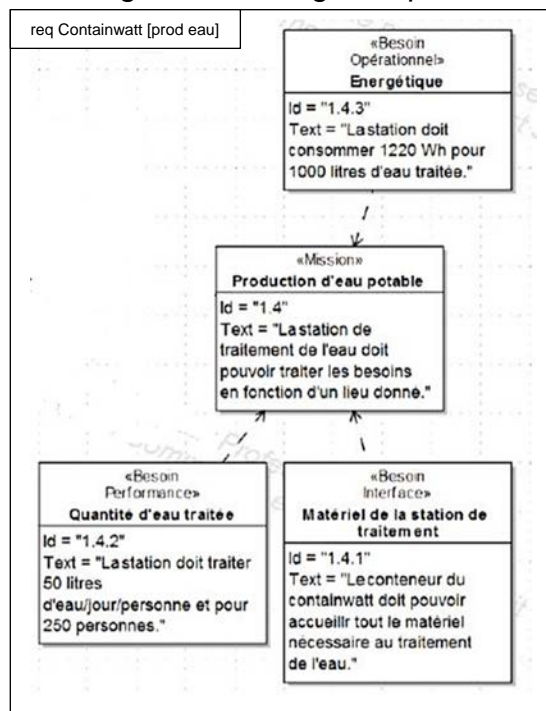 req Containwatt [prod eau]
«Besoin
Opérationnel»
Energétique
Id = "1.4.3"
Text = "La station doit
consommer 1220 Wh pour
1000 litres d'eau traitée."
«Mission»
Production d'eau potable
Id = "1.4"
Text = "La station de
traitement de l'eau doit
pouvoir traiter les besoins
en fonction d'un lieu donné."
«Besoin
Performance»
Quantité d'eau traitée
Id = "1.4.2"
Text = "La station doit traiter
50 litres
d'eau/jour/personne et pour
250 personnes."
«Besoin
Interface»
Matériel de la station de
traitement
Id = "1.4.1"
Text = "Le conteneur du
containwatt doit pouvoir
accueillir tout le matériel
nécessaire au traitement
de l'eau."